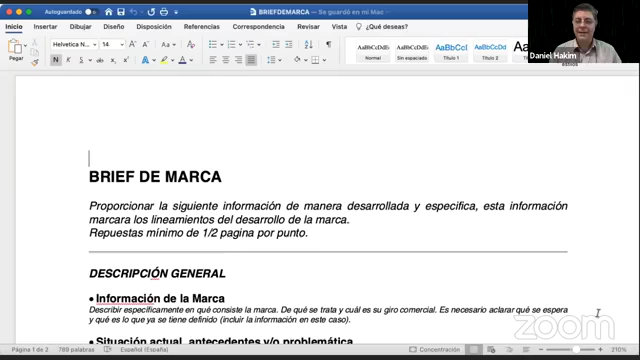 Autoguardado
BRIEFDEMARCA — Se guardó en mi Mac
Inicio Insertar Dibujar Diseño Disposición Referencias Correspondencia Revisar Vista ¿Qué deseas?
Pegar
Helvetica N... 14
N K S
AaBbCcDdEe AaBbCcDdEe AaBbCcI AaBbCcDd
Normal Sin espaciado Título 1 Título 2
estilos
Daniel Hakim
BRIEF DE MARCA
Proporcionar la siguiente información de manera desarrollada y especifica, esta información
marcara los lineamientos del desarrollo de la marca.
Repuestas mínimo de 1/2 pagina por punto.
DESCRIPCIÓN GENERAL
• Información de la Marca
Describir específicamente en qué consiste la marca. De qué se trata y cuál es su giro comercial. Es necesario aclarar qué se espera
y qué es lo que ya se tiene definido (incluir la información en este caso).
• Situación actual, antecedentes y/o problemática
zoom
Página 1 de 2 789 palabras Español (España) Concentración 210%